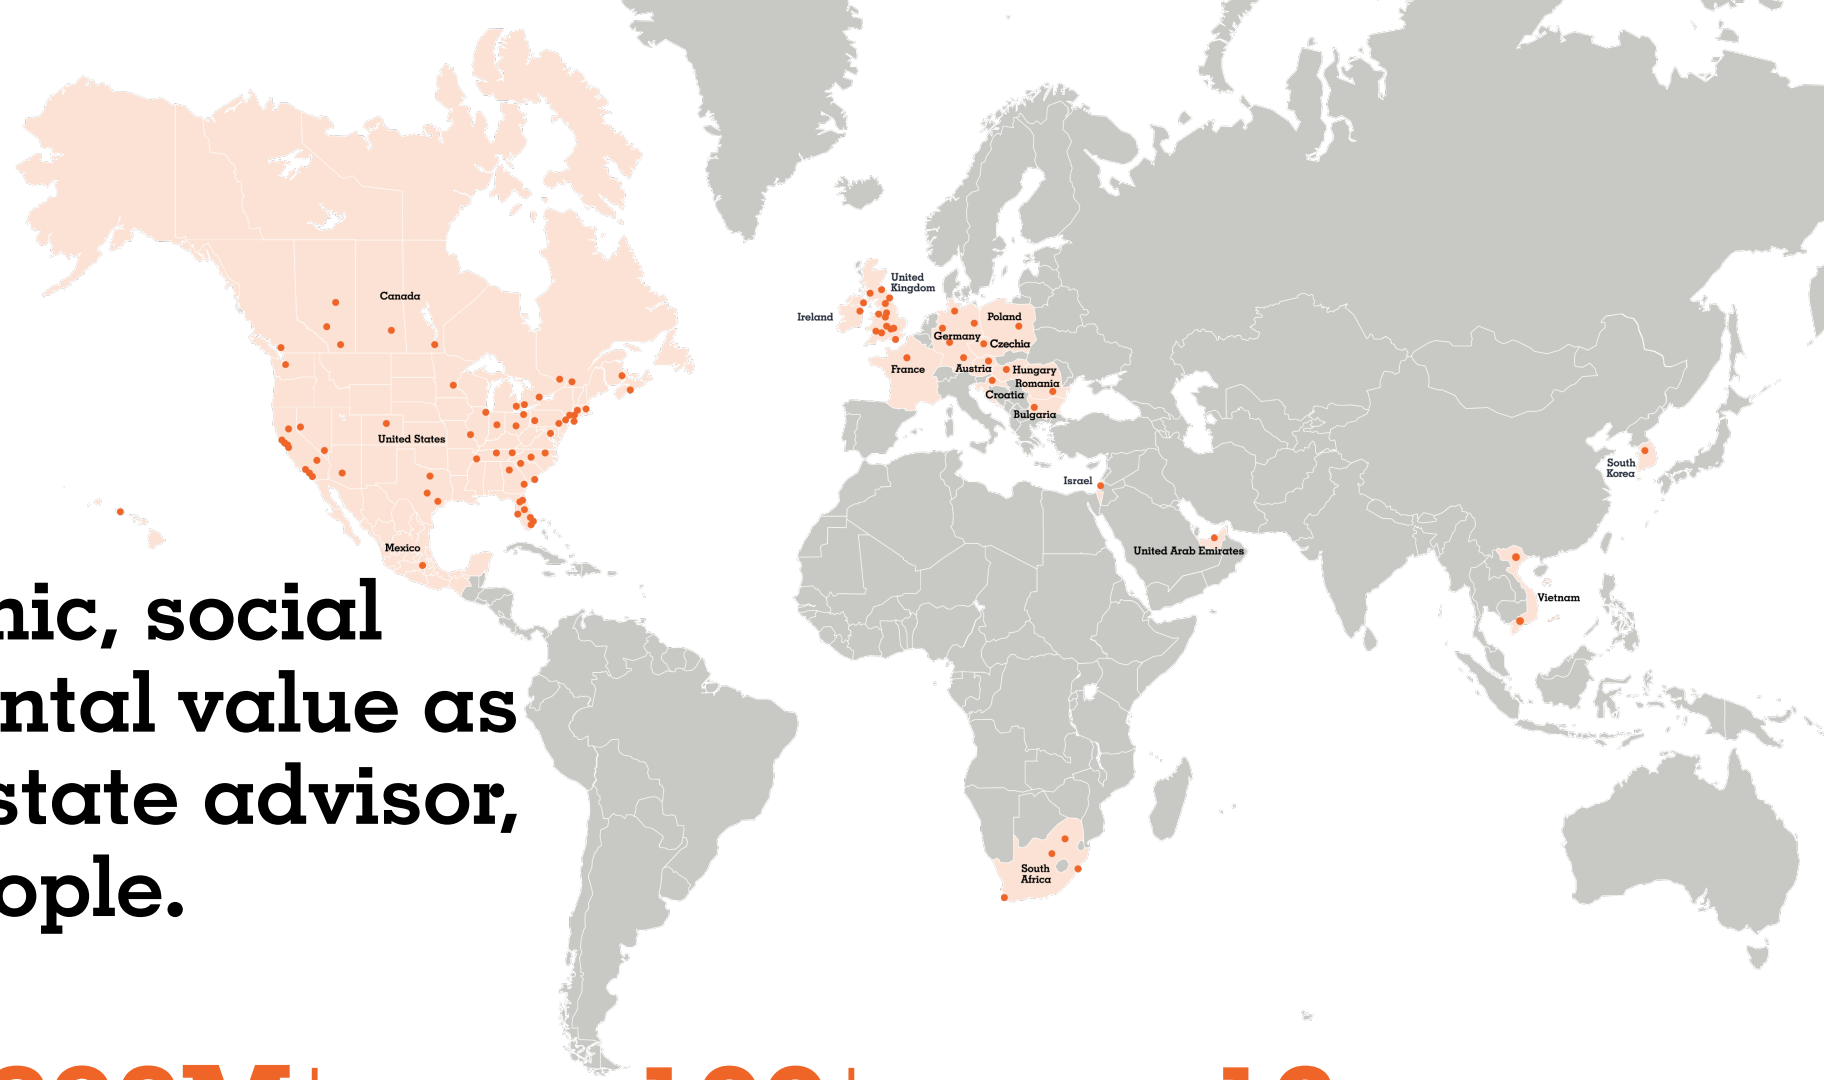 Canada
United States
Mexico
United
Kingdom
Ireland
Poland
Germany
Czechia
France
Austria
Hungary
Romania
Croatia
Bulgaria
Israel
United Arab Emirates
South
Korea
Vietnam
South
Africa
nic, social
ntal value as
state advisor,
ople.